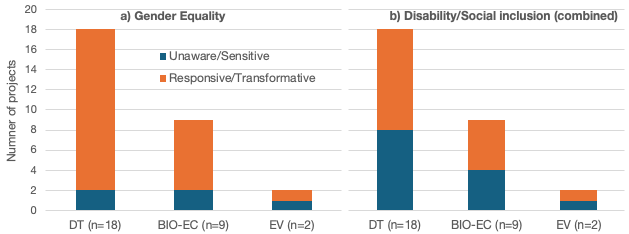 a) Gender Equality
b) Disability/Social inclusion (combined)
Numner of projects
20
18
16
14
12
10
8
6
4
2
0
Unaware/Sensitive
Responsive/Transformative
DT (n=18) BIO-EC (n=9) EV (n=2)
DT (n=18) BIO-EC (n=9) EV (n=2)